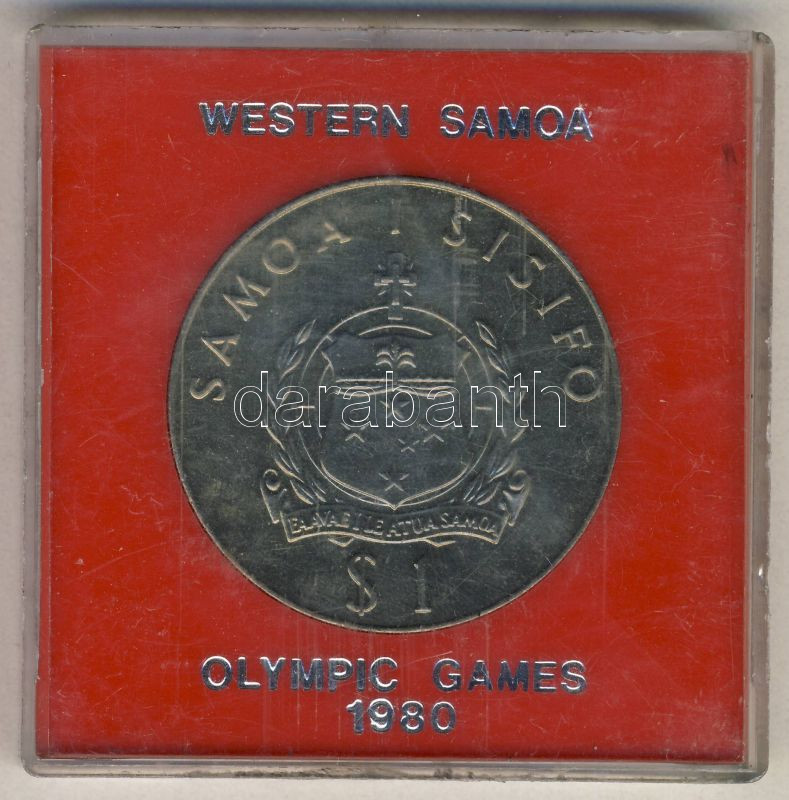 WESTERN SAMOA
SAMOA I SISIFO
darabanth
FAAVAE I LE ATUA SAMOA
$1
OLYMPIC GAMES
1980